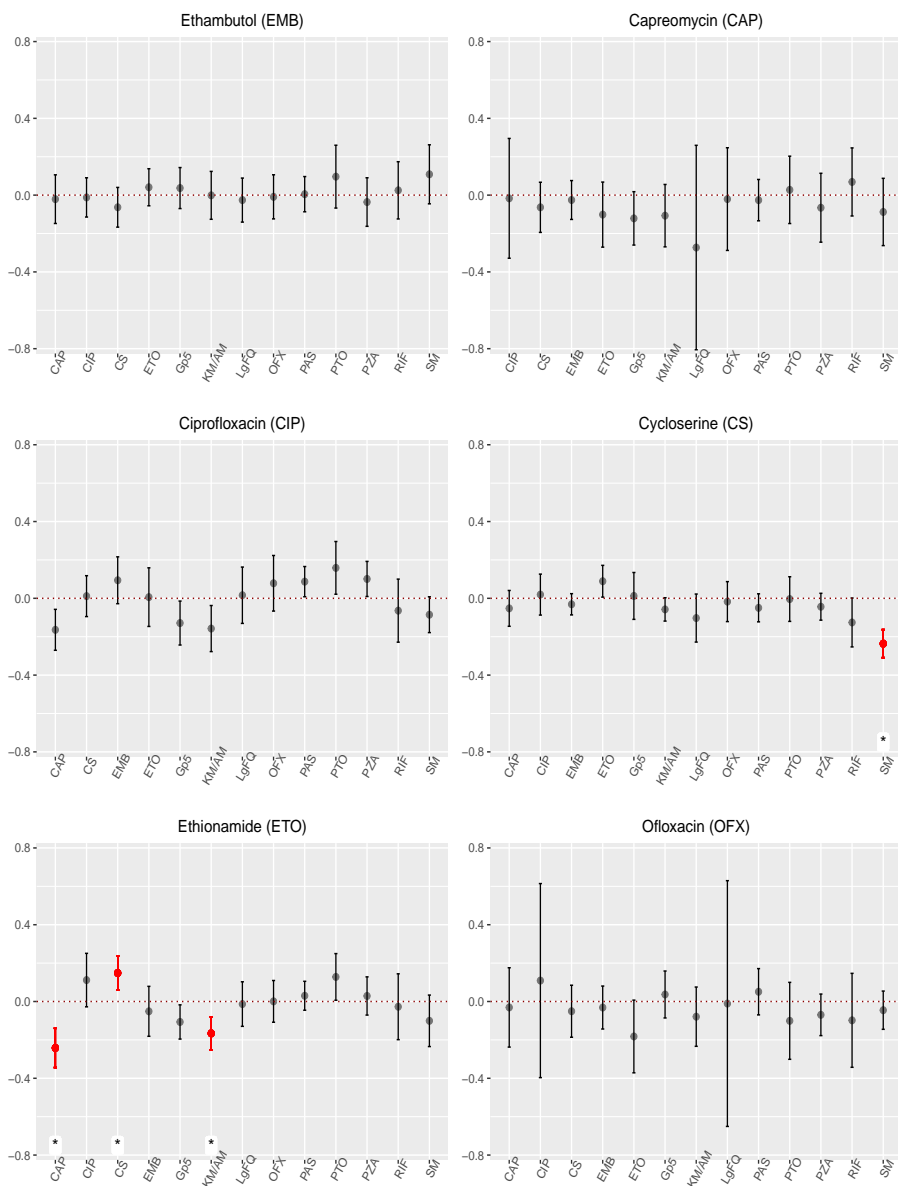 Ethambutol (EMB)
0.8
0.4
0.0
−0.4
−0.8
CAP CIP CS EMB ETO Gp5 KM/AM LgFQ OFX PAS PTO PZA RIF SM
Capreomycin (CAP)
0.8
0.4
0.0
−0.4
−0.8
CIP CS EMB ETO Gp5 KM/AM LgFQ OFX PAS PTO PZA RIF SM
Ciprofloxacin (CIP)
0.8
0.4
0.0
−0.4
−0.8
CAP CS EMB ETO Gp5 KM/AM LgFQ OFX PAS PTO PZA RIF SM
Cycloserine (CS)
0.8
0.4
0.0
−0.4
−0.8
*
CAP CIP EMB ETO Gp5 KM/AM LgFQ OFX PAS PTO PZA RIF SM
Ethionamide (ETO)
0.8
0.4
0.0
−0.4
−0.8
* * *
CAP CIP CS EMB Gp5 KM/AM LgFQ OFX PAS PTO PZA RIF SM
Ofloxacin (OFX)
0.8
0.4
0.0
−0.4
−0.8
CAP CIP CS EMB ETO Gp5 KM/AM LgFQ PAS PTO PZA RIF SM